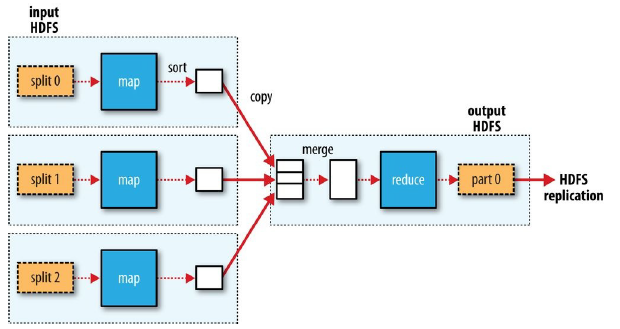 input
HDFS
split 0
map
sort
copy
split 1
map
merge
output
HDFS
reduce
part 0
HDFS
replication
split 2
map